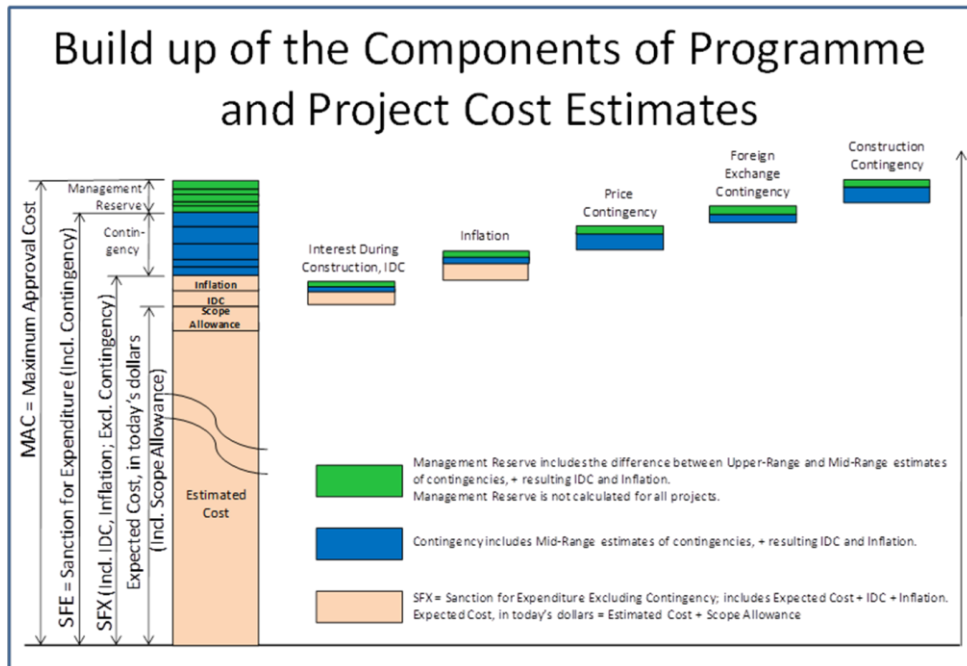 Build up of the Components of Programme
and Project Cost Estimates
MAC = Maximum Approval Cost
SFE = Sanction for Expenditure (Incl. Contingency)
SFX (Incl. IDC, Inflation; Excl. Contingency)
Expected Cost, in today's dollars
(Incl. Scope Allowance)
Management
Reserve
Contin-
gency
Inflation
IDC
Scope
Allowance
Estimated
Cost
Interest During
Construction, IDC
Inflation
Price
Contingency
Foreign
Exchange
Contingency
Construction
Contingency
Management Reserve includes the difference between Upper-Range and Mid-Range estimates
of contingencies, + resulting IDC and Inflation.
Management Reserve is not calculated for all projects.
Contingency includes Mid-Range estimates of contingencies, + resulting IDC and Inflation.
SFX = Sanction for Expenditure Excluding Contingency; includes Expected Cost + IDC + Inflation.
Expected Cost, in today's dollars = Estimated Cost + Scope Allowance